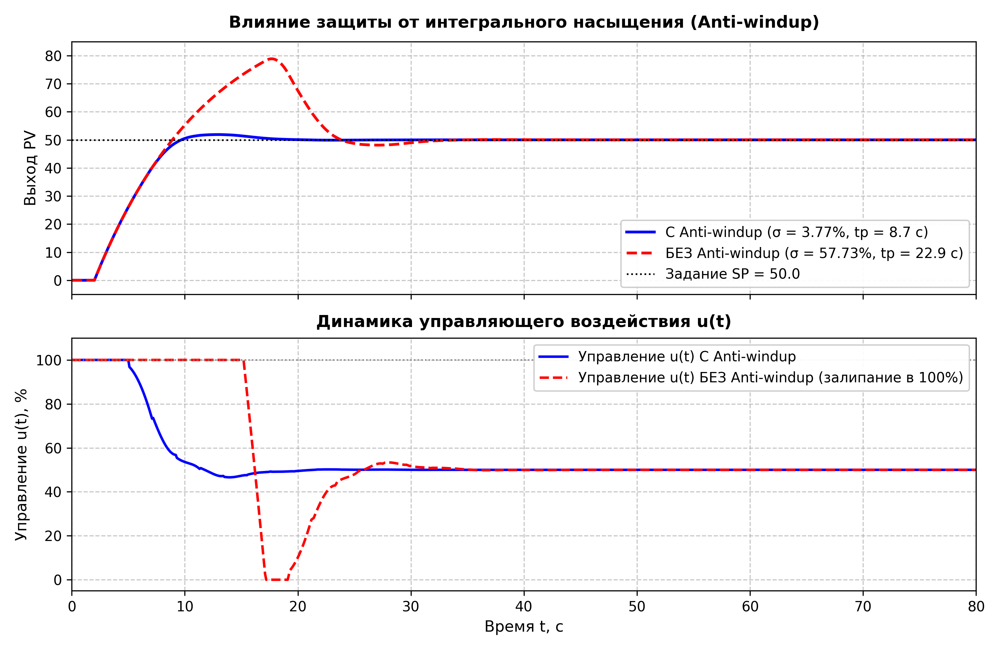 Влияние защиты от интегрального насыщения (Anti-windup)
80
70
60
50
40
30
20
10
0
Выход PV
С Anti-windup (σ = 3.77%, tp = 8.7 с)
БЕЗ Anti-windup (σ = 57.73%, tp = 22.9 с)
Задание SP = 50.0
Динамика управляющего воздействия u(t)
100
80
60
40
20
0
Управление u(t), %
Управление u(t) С Anti-windup
Управление u(t) БЕЗ Anti-windup (залипание в 100%)
0 10 20 30 40 50 60 70 80
Время t, с